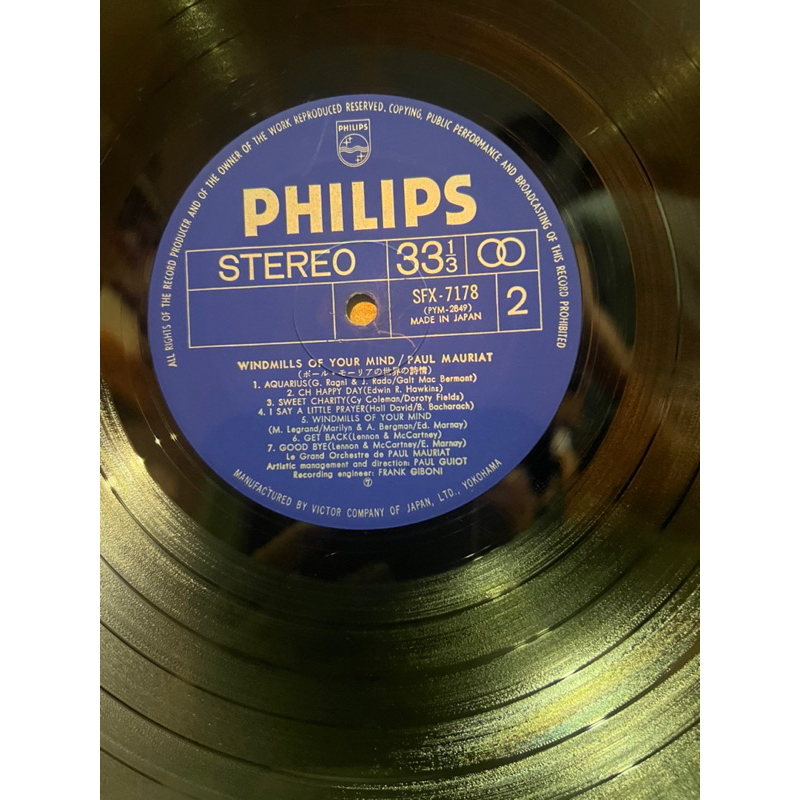 ALL RIGHTS OF THE RECORD PRODUCER AND OF THE OWNER OF THE WORK REPRODUCED RESERVED. COPYING, PUBLIC PERFORMANCE AND BROADCASTING OF THIS RECORD PROHIBITED
PHILIPS
PHILIPS
STEREO 33 1/3
SFX-7178
(PYM-2849)
MADE IN JAPAN
2
WINDMILLS OF YOUR MIND/PAUL MAURIAT
(ポール・モーリアの世界の詩情)
1. AQUARIUS(G. Ragni & J. Rado/Galt Mac Bermont)
2. CH HAPPY DAY(Edwin R. Hawkins)
3. SWEET CHARITY(Cy Coleman/Doroty Fields)
4. I SAY A LITTLE PRAYER(Hall David/B. Bacharach)
5. WINDMILLS OF YOUR MIND
(M. Legrand/Marilyn & A. Bergman/Ed. Marnay)
6. GET BACK(Lennon & McCartney)
7. GOOD BYE(Lennon & McCartney/E. Marnay)
Le Grand Orchestre de PAUL MAURIAT
Artistic management and direction: PAUL GUIOT
Recording engineer: FRANK GIBONI
MANUFACTURED BY VICTOR COMPANY OF JAPAN, LTD., YOKOHAMA